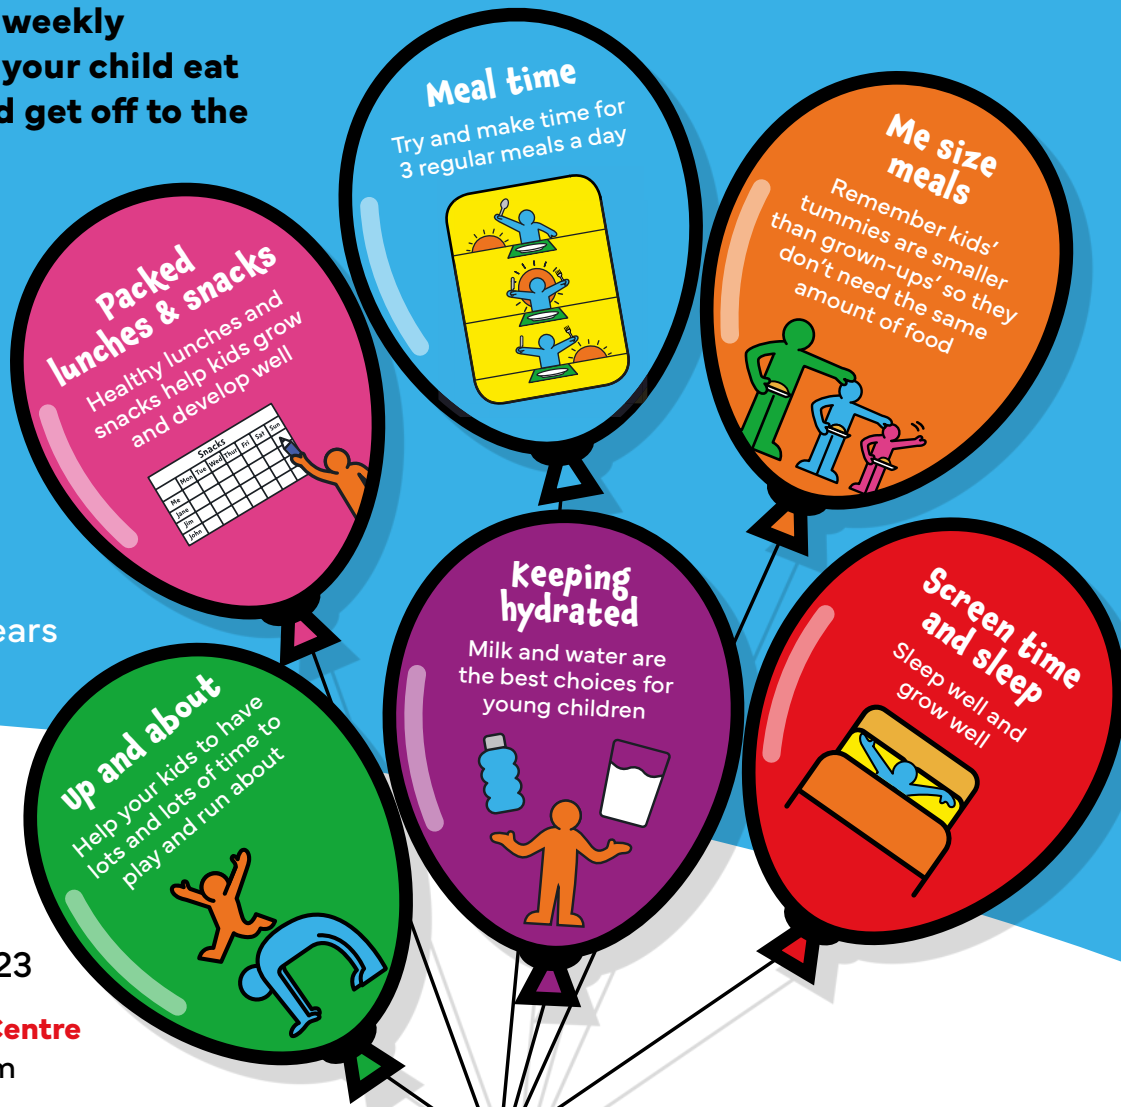 weekly
your child eat
d get off to the
Meal time
Try and make time for
3 regular meals a day
Me size
meals
Remember kids'
tummies are smaller
than grown-ups' so they
don't need the same
amount of food
Packed
lunches & snacks
Healthy lunches and
snacks help kids grow
and develop well
Snacks
Mon Tue Wed Thur Fri Sat Sun
Me
Jane
Jim
John
Keeping
hydrated
Milk and water are
the best choices for
young children
Screen time
and sleep
Sleep well and
grow well
ears
Up and about
Help your kids to have
lots and lots of time to
play and run about
23
Centre
m